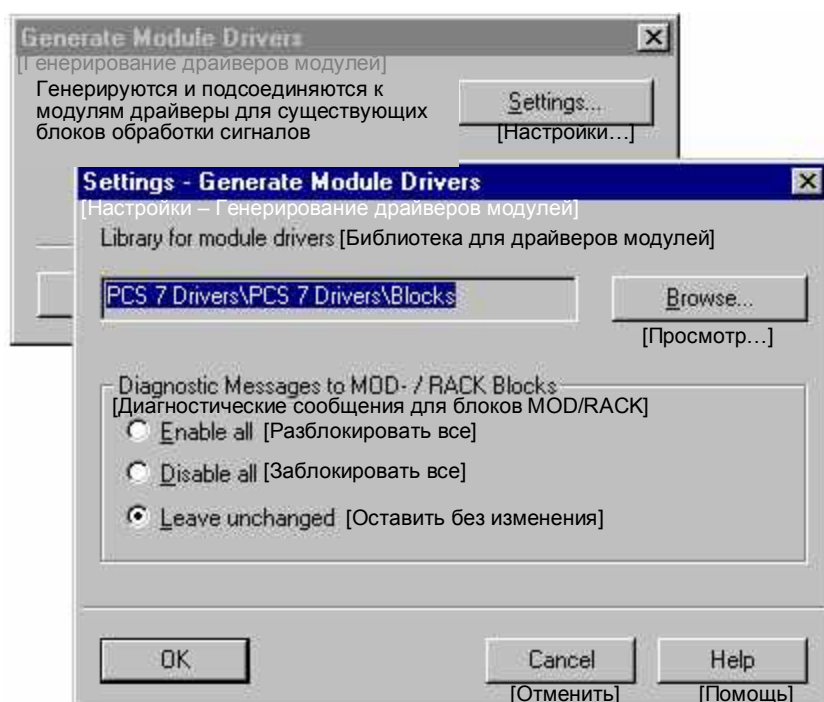 Generate Module Drivers
[Генерирование драйверов модулей]
Генерируются и подсоединяются к
модулям драйверы для существующих
блоков обработки сигналов
Settings...
[Настройки…]
Settings - Generate Module Drivers
[Настройки – Генерирование драйверов модулей]
Library for module drivers [Библиотека для драйверов модулей]
PCS 7 Drivers\PCS 7 Drivers\Blocks
Browse...
[Просмотр…]
Diagnostic Messages to MOD- / RACK Blocks
[Диагностические сообщения для блоков MOD/RACK]
Enable all [Разблокировать все]
Disable all [Заблокировать все]
Leave unchanged [Оставить без изменения]
OK
Cancel
Help
[Отменить]
[Помощь]